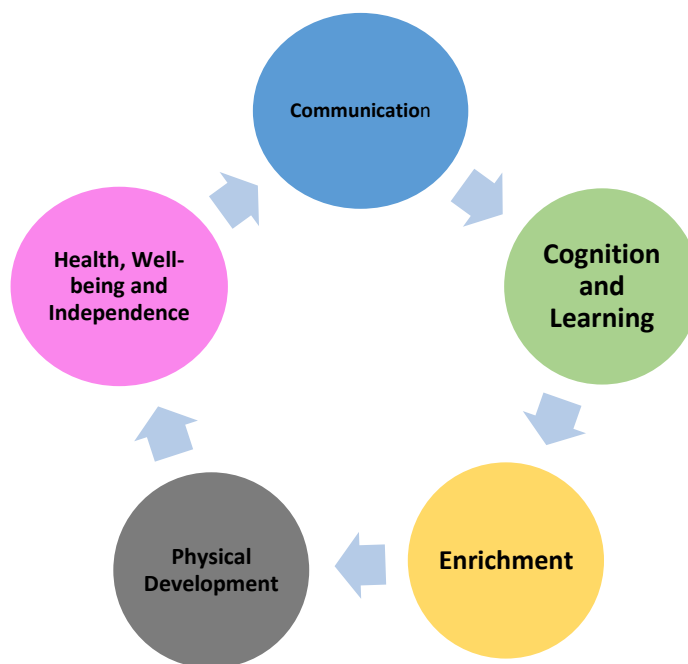 Communication
Cognition
and
Learning
Enrichment
Physical
Development
Health, Well-
being and
Independence